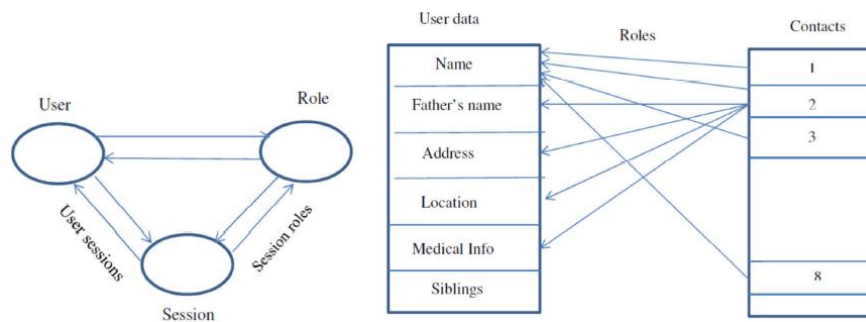 User
Role
User sessions
Session roles
Session
User data
Roles
Contacts
Name
Father's name
Address
Location
Medical Info
Siblings
1
2
3
8